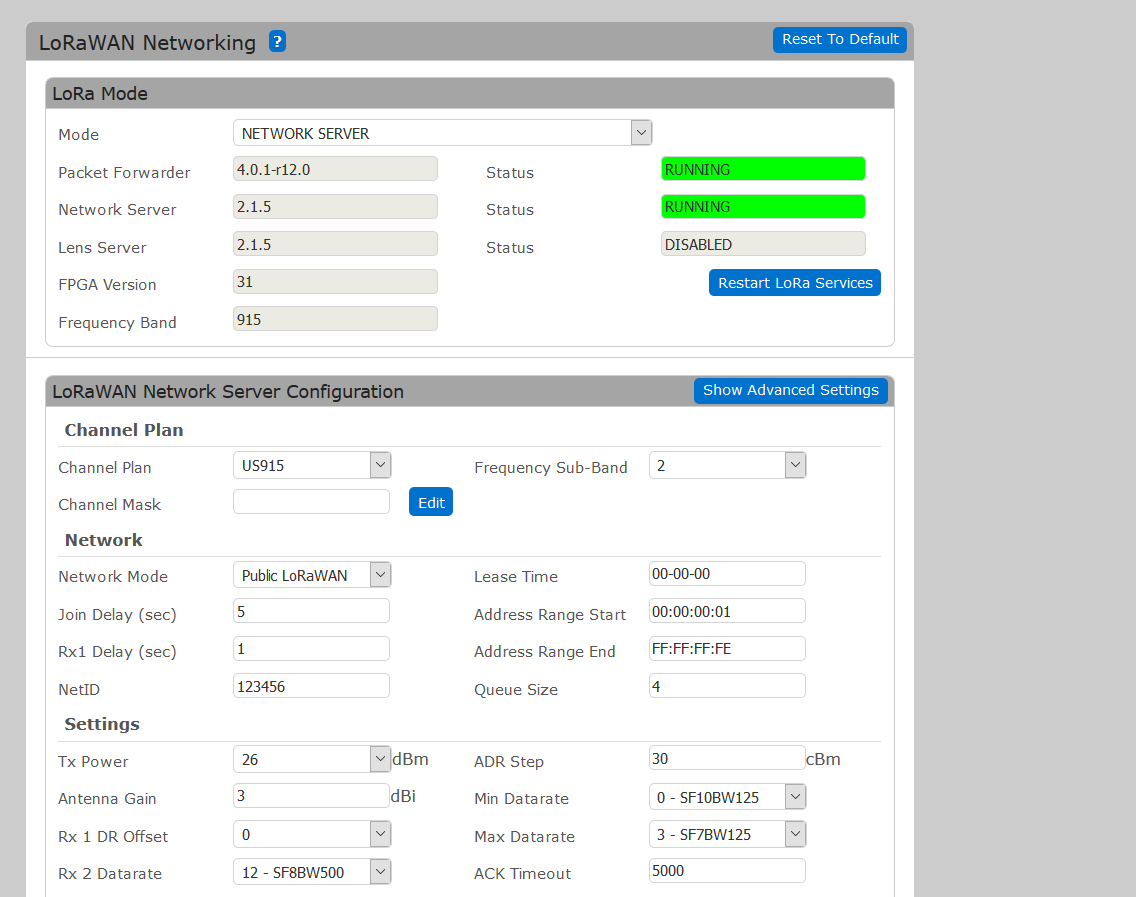 LoRaWAN Networking ? Reset To Default
LoRa Mode
Mode NETWORK SERVER
Packet Forwarder 4.0.1-r12.0 Status RUNNING
Network Server 2.1.5 Status RUNNING
Lens Server 2.1.5 Status DISABLED
FPGA Version 31 Restart LoRa Services
Frequency Band 915
LoRaWAN Network Server Configuration Show Advanced Settings
Channel Plan
Channel Plan US915 Frequency Sub-Band 2
Channel Mask Edit
Network
Network Mode Public LoRaWAN Lease Time 00-00-00
Join Delay (sec) 5 Address Range Start 00:00:00:01
Rx1 Delay (sec) 1 Address Range End FF:FF:FF:FE
NetID 123456 Queue Size 4
Settings
Tx Power 26 dBm ADR Step 30 cBm
Antenna Gain 3 dBi Min Datarate 0 - SF10BW125
Rx 1 DR Offset 0 Max Datarate 3 - SF7BW125
Rx 2 Datarate 12 - SF8BW500 ACK Timeout 5000